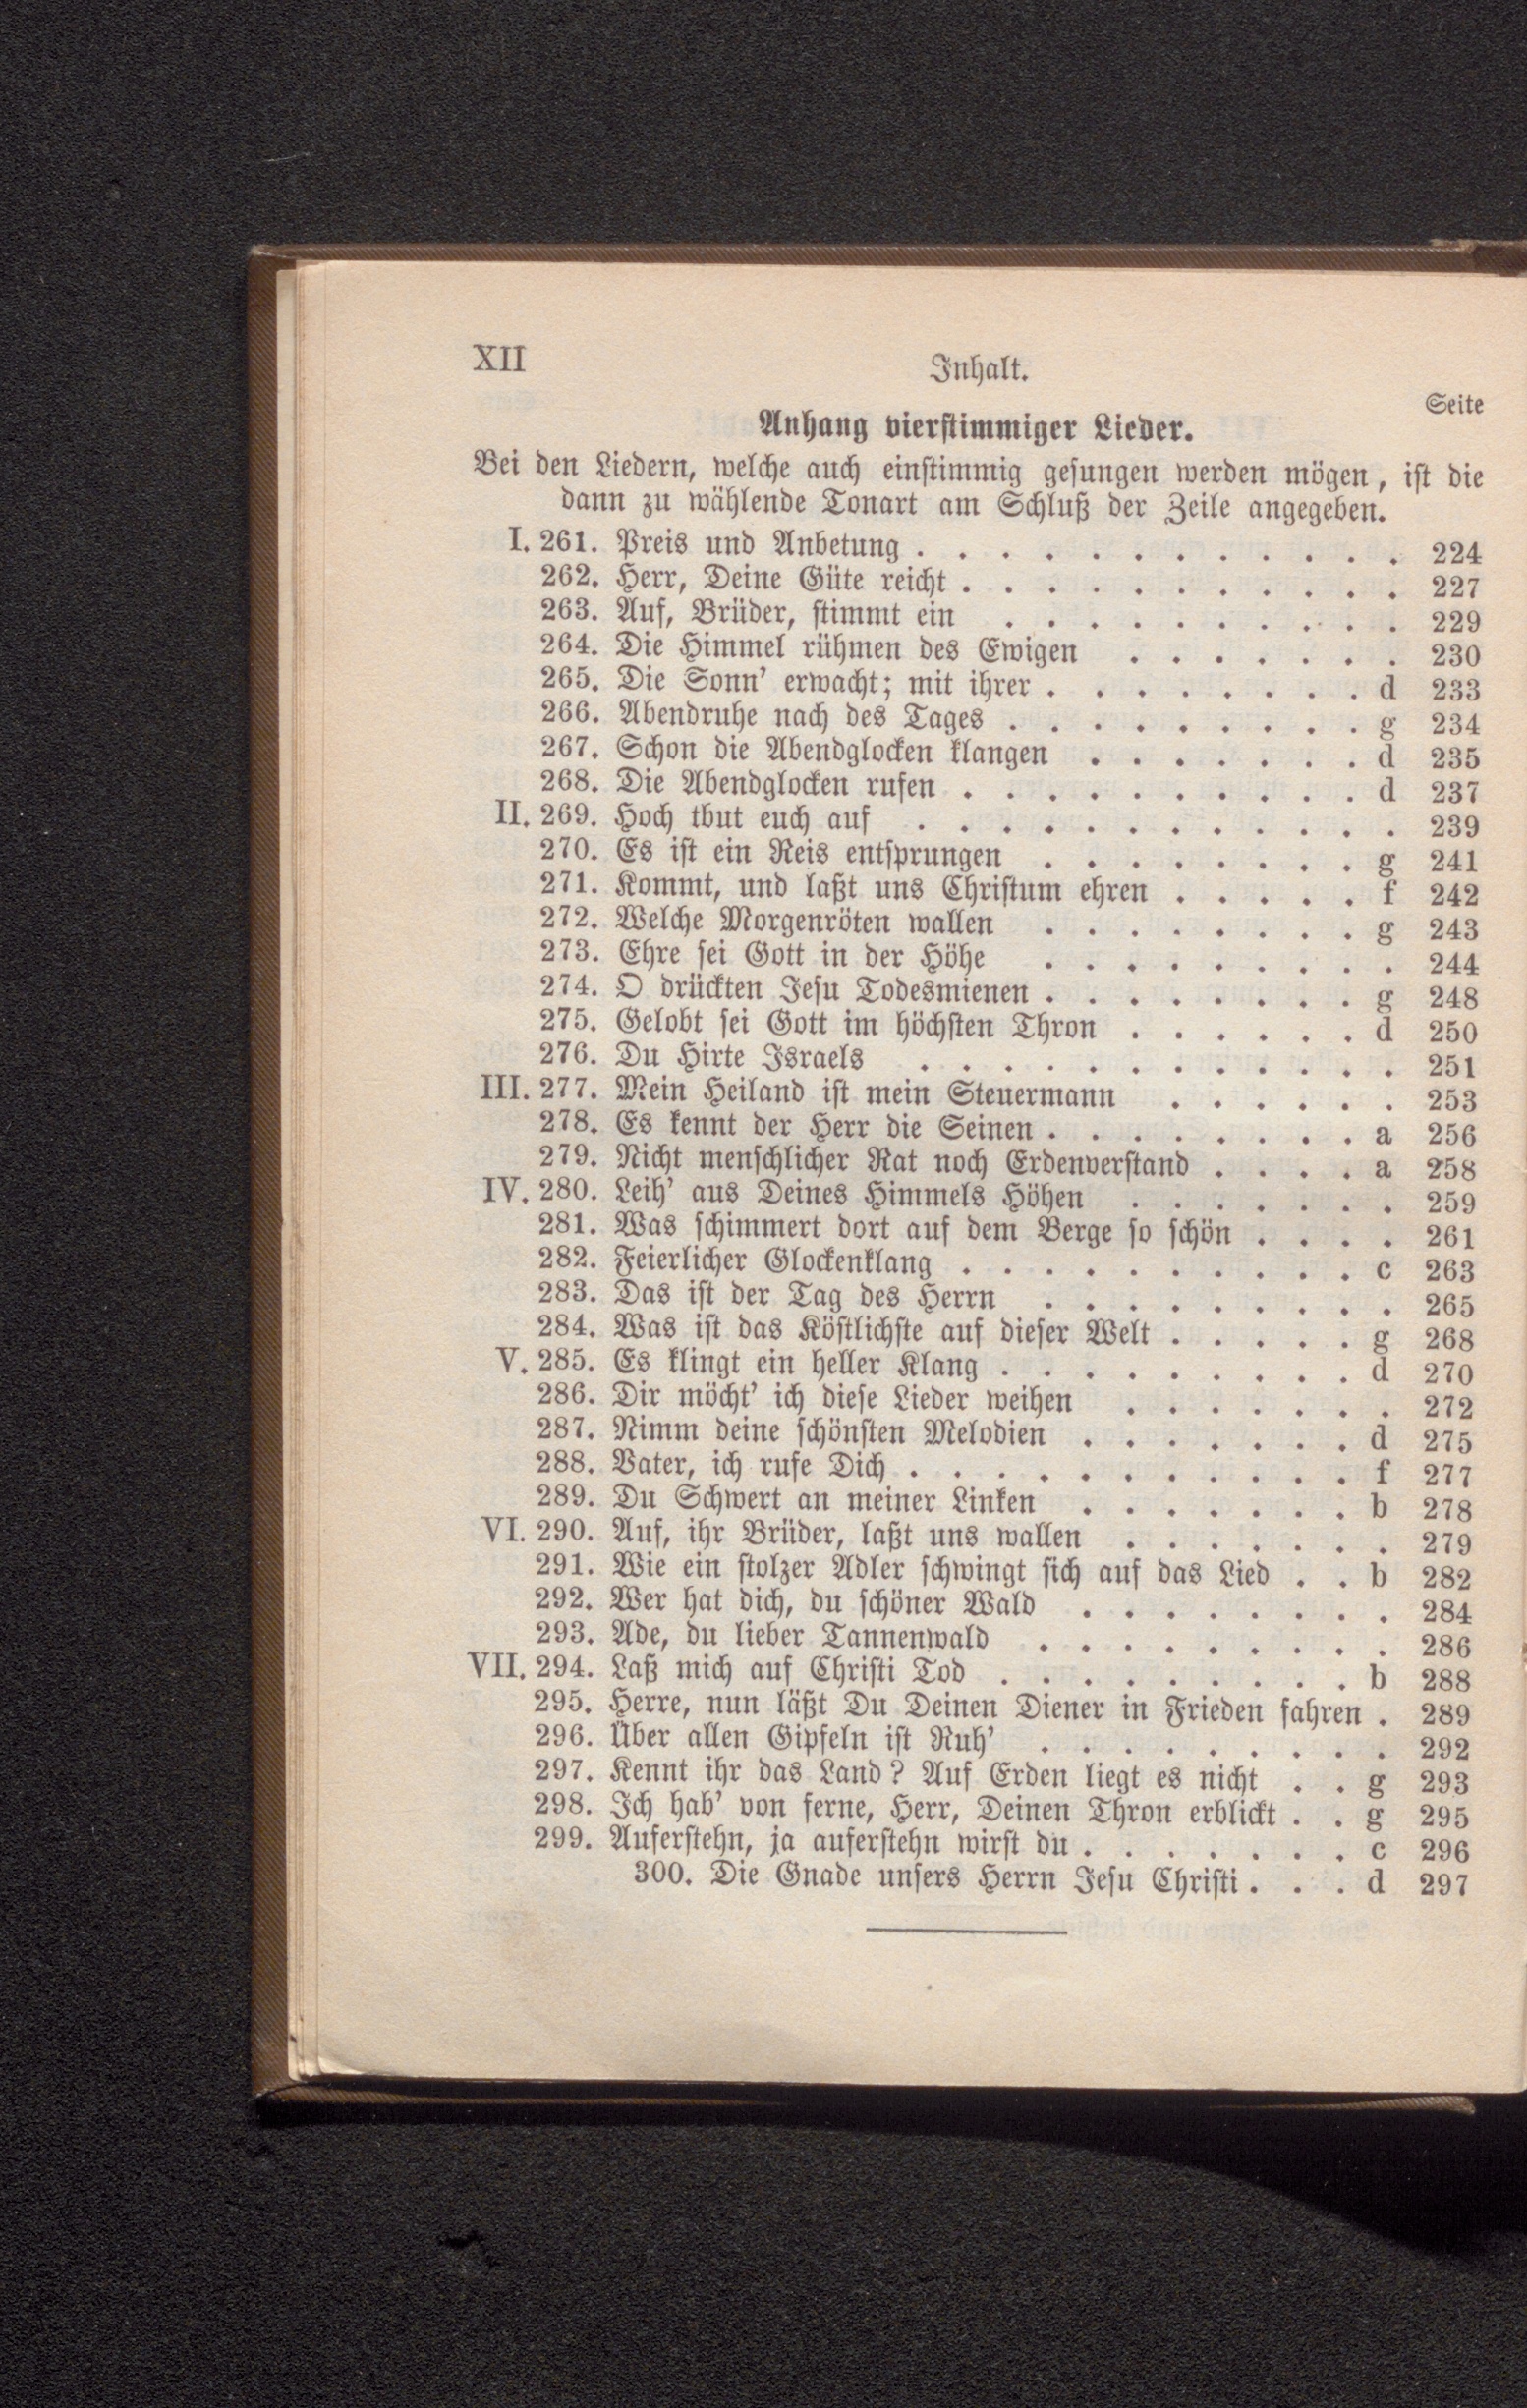 XII
Inhalt.
Seite
Anhang vierstimmiger Lieder.
Bei den Liedern, welche auch einstimmig gesungen werden mögen, ist die
dann zu wählende Tonart am Schluß der Zeile angegeben.
I. 261. Preis und Anbetung . . . . . . . . . . . . 224
262. Herr, Deine Güte reicht . . . . . . . . . . . 227
263. Auf, Brüder, stimmt ein . . . . . . . . . . 229
264. Die Himmel rühmen des Ewigen . . . . . . . 230
265. Die Sonn' erwacht; mit ihrer . . . . . . . . d 233
266. Abendruhe nach des Tages . . . . . . . . . g 234
267. Schon die Abendglocken klangen . . . . . . . d 235
268. Die Abendglocken rufen . . . . . . . . . . d 237
II. 269. Hoch tbut euch auf . . . . . . . . . . . . 239
270. Es ist ein Reis entsprungen . . . . . . . . g 241
271. Kommt, und laßt uns Christum ehren . . . . . f 242
272. Welche Morgenröten wallen . . . . . . . . g 243
273. Ehre sei Gott in der Höhe . . . . . . . . . 244
274. O drückten Jesu Todesmienen . . . . . . . . g 248
275. Gelobt sei Gott im höchsten Thron . . . . . . d 250
276. Du Hirte Israels . . . . . . . . . . . . 251
III. 277. Mein Heiland ist mein Steuermann . . . . . . 253
278. Es kennt der Herr die Seinen . . . . . . . . a 256
279. Nicht menschlicher Rat noch Erdenverstand . . . . a 258
IV. 280. Leih' aus Deines Himmels Höhen . . . . . . . 259
281. Was schimmert dort auf dem Berge so schön . . . . 261
282. Feierlicher Glockenklang . . . . . . . . . . c 263
283. Das ist der Tag des Herrn . . . . . . . . . 265
284. Was ist das Köstlichste auf dieser Welt . . . . . g 268
V. 285. Es klingt ein heller Klang . . . . . . . . . d 270
286. Dir möcht' ich diese Lieder weihen . . . . . . . 272
287. Nimm deine schönsten Melodien . . . . . . . d 275
288. Vater, ich rufe Dich . . . . . . . . . . . f 277
289. Du Schwert an meiner Linken . . . . . . . b 278
VI. 290. Auf, ihr Brüder, laßt uns wallen . . . . . . . 279
291. Wie ein stolzer Adler schwingt sich auf das Lied . . b 282
292. Wer hat dich, du schöner Wald . . . . . . . . 284
293. Ade, du lieber Tannenwald . . . . . . . . . 286
VII. 294. Laß mich auf Christi Tod . . . . . . . . . b 288
295. Herre, nun läßt Du Deinen Diener in Frieden fahren . 289
296. Über allen Gipfeln ist Ruh' . . . . . . . . . 292
297. Kennt ihr das Land? Auf Erden liegt es nicht . . g 293
298. Ich hab' von ferne, Herr, Deinen Thron erblickt . . g 295
299. Auferstehn, ja auferstehn wirst du . . . . . . . c 296
300. Die Gnade unsers Herrn Jesu Christi . . . d 297